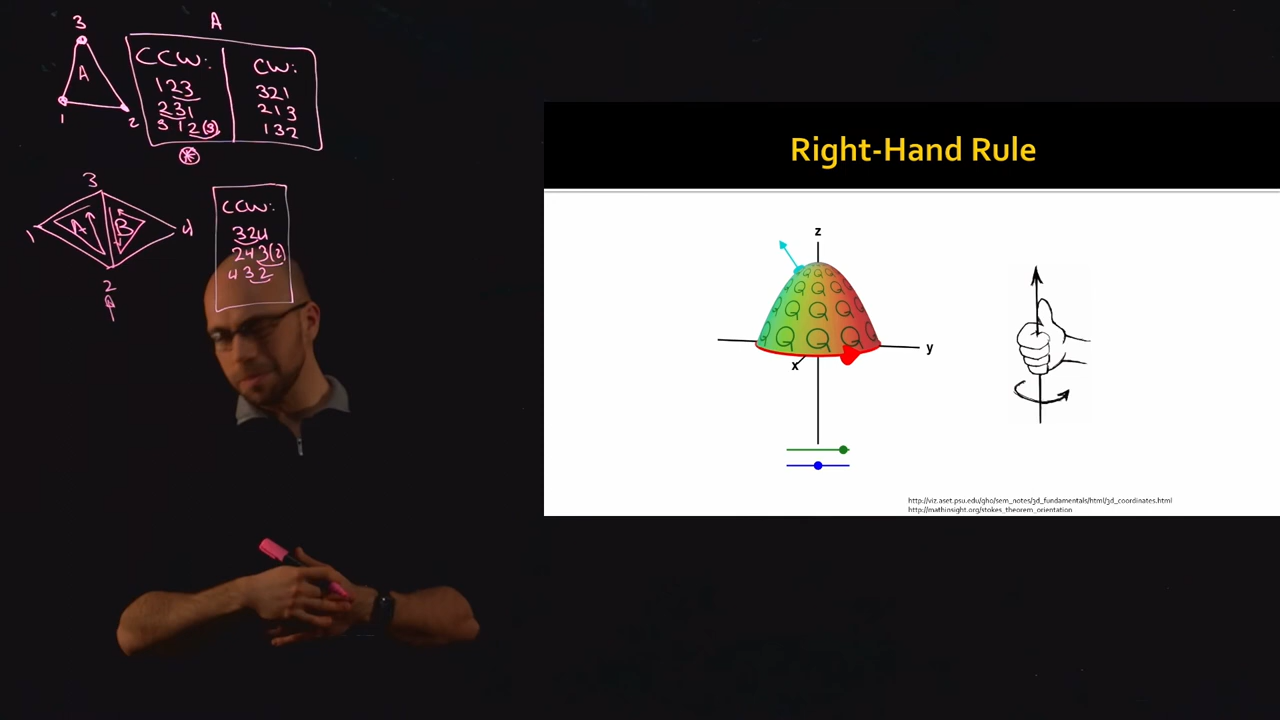 A
3
A
1
2
CCW:
123
231
312(3)
CW:
321
213
132
3
A
B
1
4
2
CCW:
324
243(2)
432
Right-Hand Rule
z
y
x
http://viz.aset.psu.edu/gho/sem_notes/3d_fundamentals/html/3d_coordinates.html
http://mathinsight.org/stokes_theorem_orientation